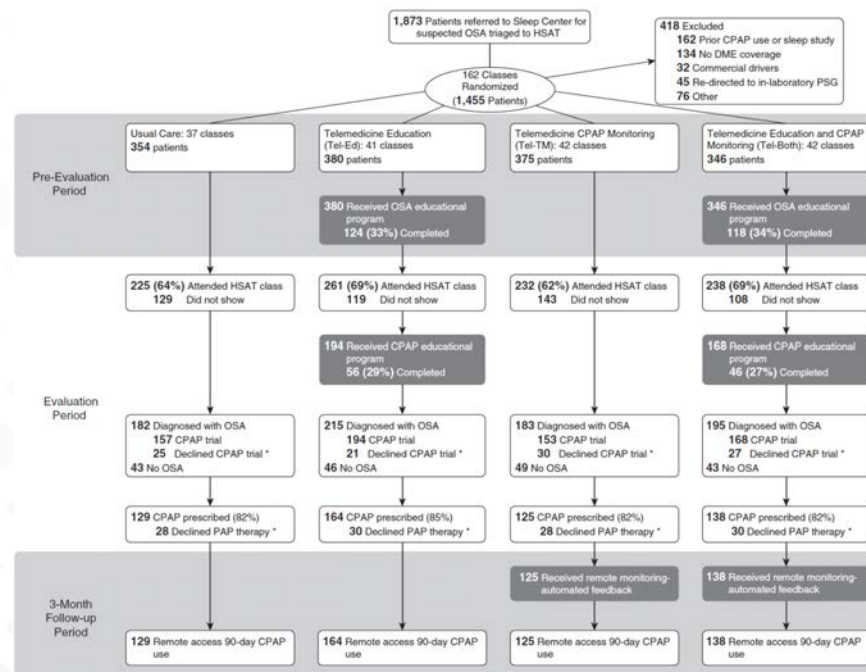 1,873 Patients referred to Sleep Center for
suspected OSA triaged to HSAT
418 Excluded
162 Prior CPAP use or sleep study
134 No DME coverage
32 Commercial drivers
45 Re-directed to in-laboratory PSG
76 Other
162 Classes
Randomized
(1,455 Patients)
Pre-Evaluation
Period
Usual Care: 37 classes
354 patients
Telemedicine Education
(Tel-Ed): 41 classes
380 patients
Telemedicine CPAP Monitoring
(Tel-TM): 42 classes
375 patients
Telemedicine Education and CPAP
Monitoring (Tel-Both): 42 classes
346 patients
380 Received OSA educational
program
124 (33%) Completed
346 Received OSA educational
program
118 (34%) Completed
Evaluation
Period
225 (64%) Attended HSAT class
129 Did not show
261 (69%) Attended HSAT class
119 Did not show
232 (62%) Attended HSAT class
143 Did not show
238 (69%) Attended HSAT class
108 Did not show
194 Received CPAP educational
program
56 (29%) Completed
168 Received CPAP educational
program
46 (27%) Completed
182 Diagnosed with OSA
157 CPAP trial
25 Declined CPAP trial *
43 No OSA
215 Diagnosed with OSA
194 CPAP trial
21 Declined CPAP trial *
46 No OSA
183 Diagnosed with OSA
153 CPAP trial
30 Declined CPAP trial *
49 No OSA
195 Diagnosed with OSA
168 CPAP trial
27 Declined CPAP trial *
43 No OSA
129 CPAP prescribed (82%)
28 Declined PAP therapy *
164 CPAP prescribed (85%)
30 Declined PAP therapy *
125 CPAP prescribed (82%)
28 Declined PAP therapy *
138 CPAP prescribed (82%)
30 Declined PAP therapy *
3-Month
Follow-up
Period
125 Received remote monitoring-
automated feedback
138 Received remote monitoring-
automated feedback
129 Remote access 90-day CPAP
use
164 Remote access 90-day CPAP
use
125 Remote access 90-day CPAP
use
138 Remote access 90-day CPAP
use